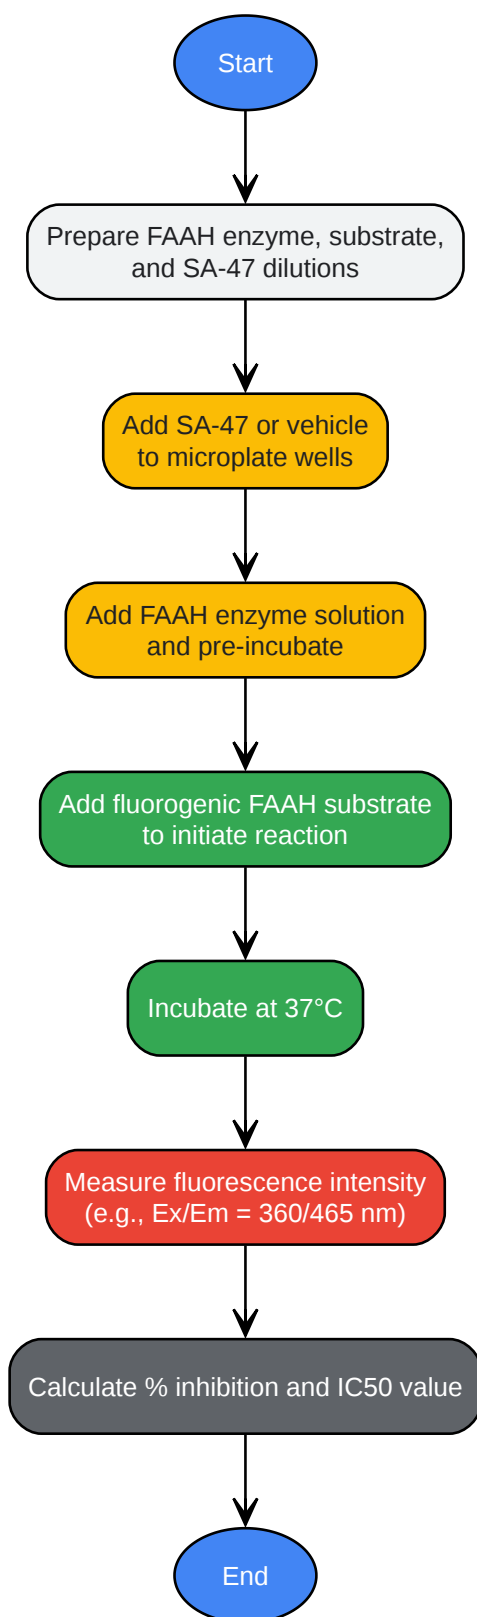 Start
Prepare FAAH enzyme, substrate,
and SA-47 dilutions
Add SA-47 or vehicle
to microplate wells
Add FAAH enzyme solution
and pre-incubate
Add fluorogenic FAAH substrate
to initiate reaction
Incubate at 37°C
Measure fluorescence intensity
(e.g., Ex/Em = 360/465 nm)
Calculate % inhibition and IC50 value
End